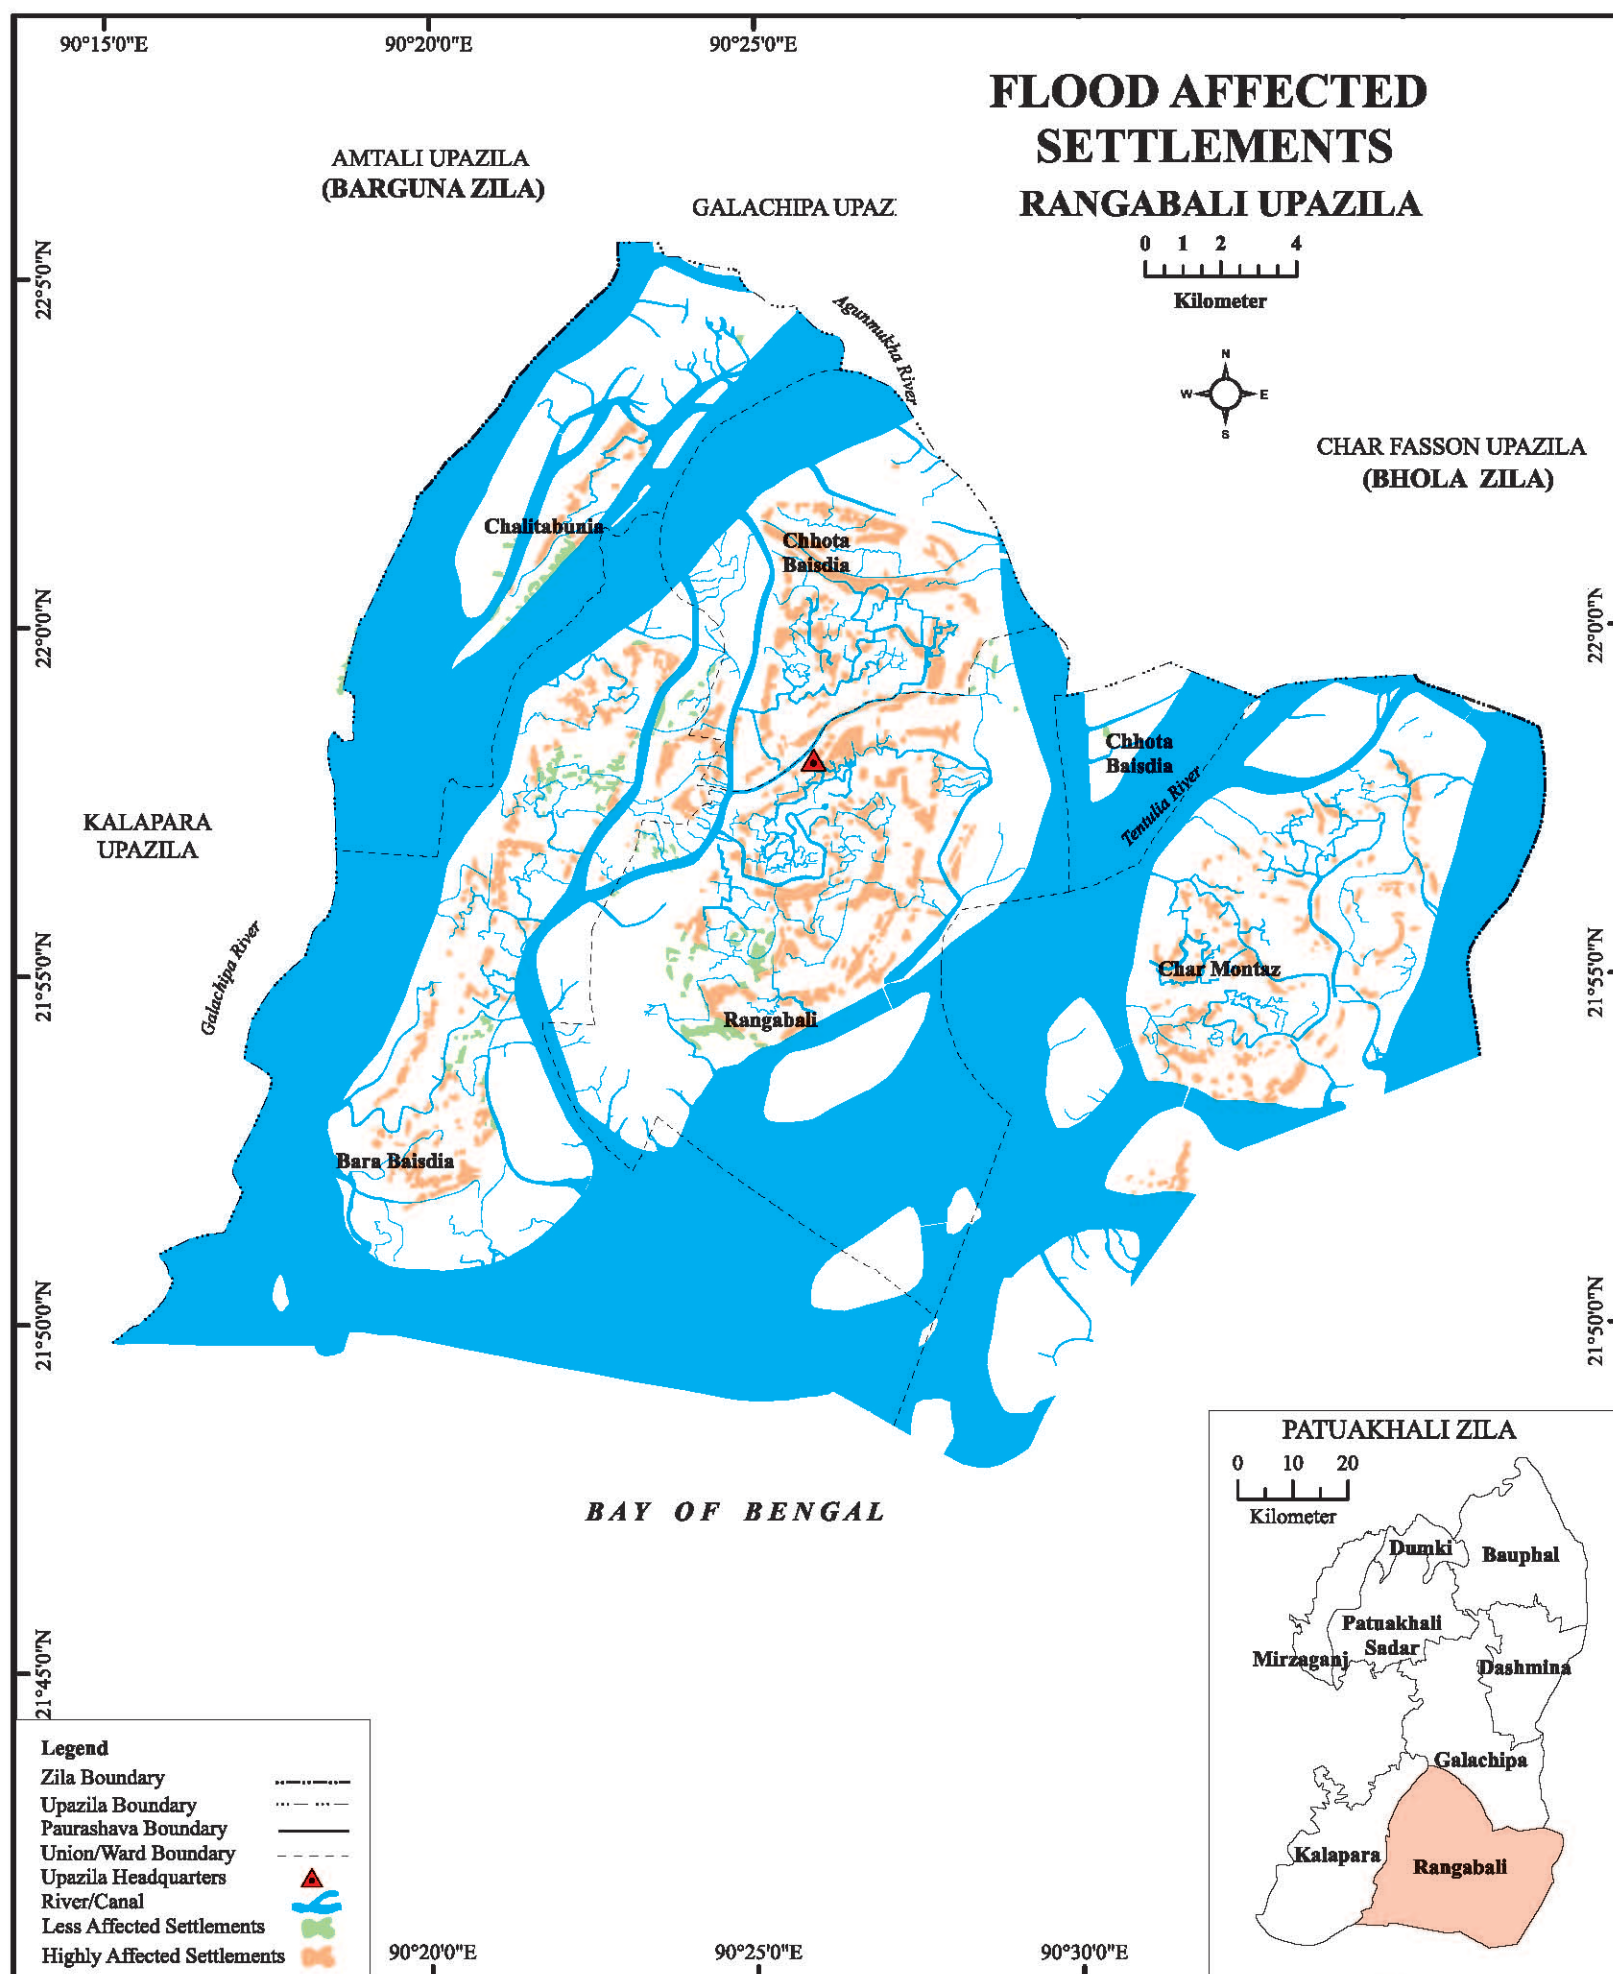 90°15'0"E
90°20'0"E
90°25'0"E
FLOOD AFFECTED
SETTLEMENTS
RANGABALI UPAZILA
0 1 2 4
Kilometer
AMTALI UPAZILA
(BARGUNA ZILA)
GALACHIPA UPAZ
N
W E
S
22°5'0"N
Agunmukha River
CHAR FASSON UPAZILA
(BHOLA ZILA)
Chalitabunia
Chhota
Baisdia
22°0'0"N
22°0'0"N
Chhota
Baisdia
Tentulia River
KALAPARA
UPAZILA
Galachipa River
21°55'0"N
21°55'0"N
Char Montaz
Rangabali
Bara Baisdia
21°50'0"N
21°50'0"N
BAY OF BENGAL
21°45'0"N
PATUAKHALI ZILA
0 10 20
Kilometer
Dumki
Bauphal
Patuakhali
Sadar
Mirzaganj
Dashmina
Galachipa
Kalapara
Rangabali
Legend
Zila Boundary
Upazila Boundary
Paurashava Boundary
Union/Ward Boundary
Upazila Headquarters
River/Canal
Less Affected Settlements
Highly Affected Settlements
90°20'0"E
90°25'0"E
90°30'0"E